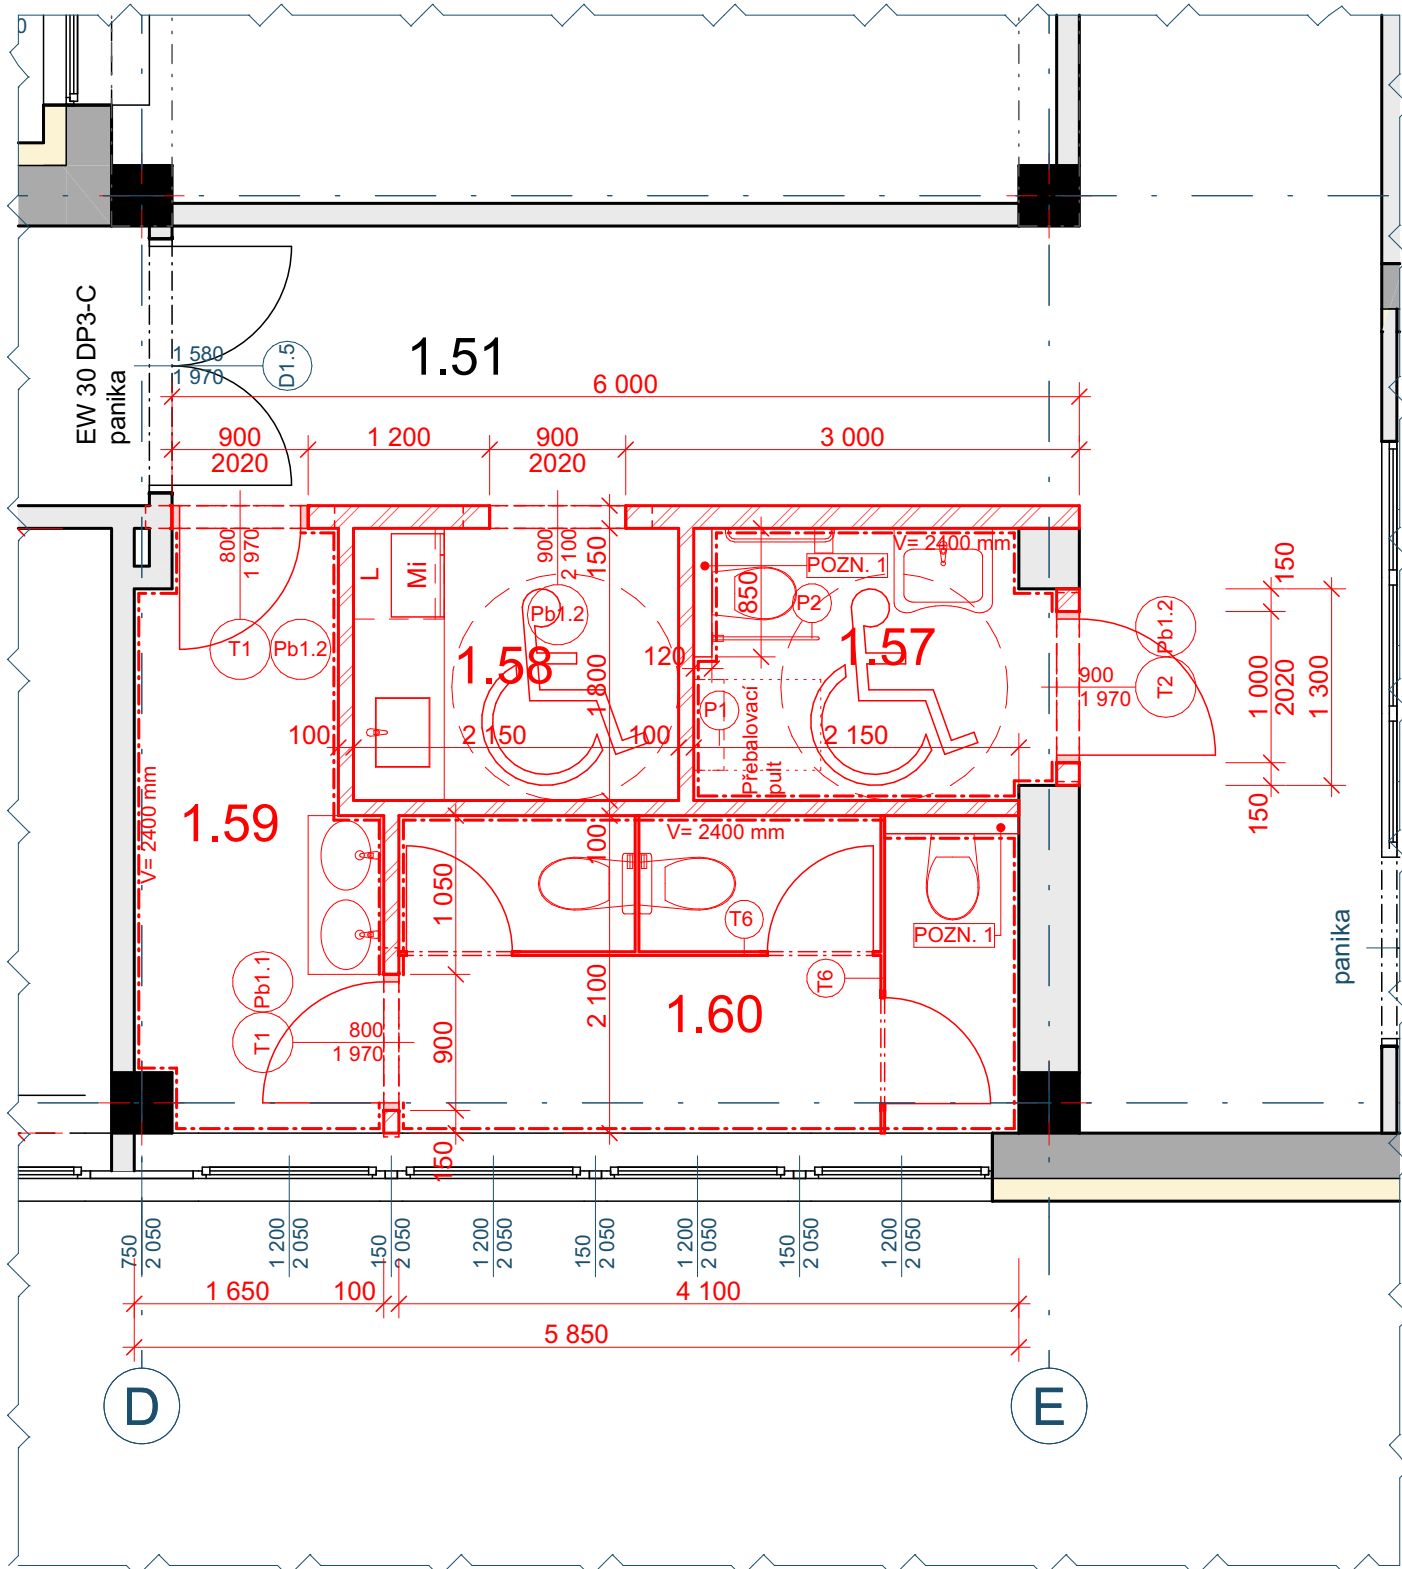 EW 30 DP3-C
panika
1 580
1 970
D1.5
1.51
6 000
900
2020
1 200
900
2020
3 000
800
1 970
L
Mi
900
2 100
150
V= 2400 mm
POZN. 1
850
P2
Pb1.2
T1
Pb1.2
1.58
1 800
120
1.57
P1
Přebalovací
pult
100
2 150
100
2 150
900
1 970
Pb1.2
T2
150
1 000
2020
1 300
150
V= 2400 mm
1.59
100
V= 2400 mm
1 050
T6
POZN. 1
T6
Pb1.1
T1
800
1 970
900
2 100
1.60
panika
150
750
2 050
1 200
2 050
150
2 050
1 200
2 050
150
2 050
1 200
2 050
150
2 050
1 200
2 050
1 650
100
4 100
5 850
D
E